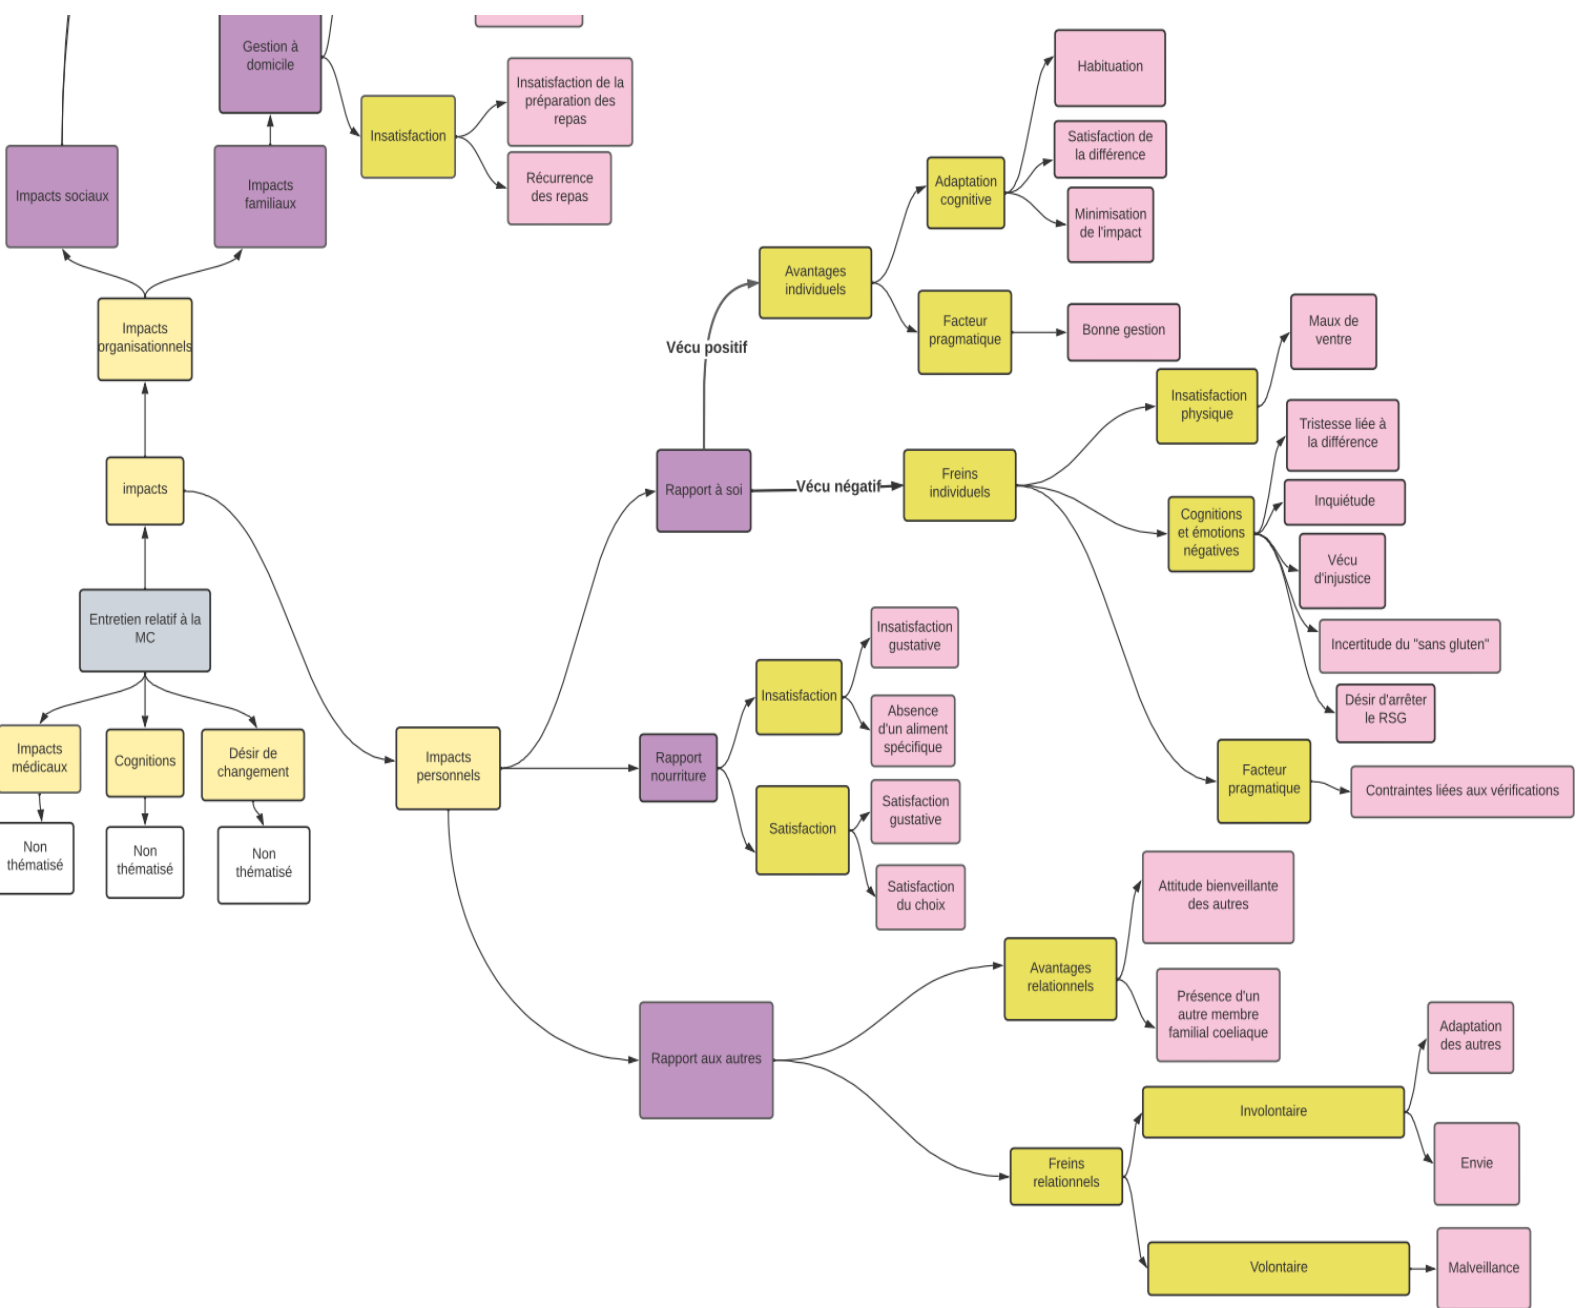 Gestion à
domicile
Insatisfaction
Insatisfaction de la
préparation des
repas
Récurrence
des repas
Impacts sociaux
Impacts
familiaux
Impacts
organisationnels
impacts
Entretien relatif à la
MC
Impacts
médicaux
Cognitions
Désir de
changement
Non
thématisé
Non
thématisé
Non
thématisé
Impacts
personnels
Rapport à soi
Vécu positif
Avantages
individuels
Adaptation
cognitive
Habituation
Satisfaction de
la différence
Minimisation
de l'impact
Facteur
pragmatique
Bonne gestion
Vécu négatif
Freins
individuels
Insatisfaction
physique
Maux de
ventre
Cognitions
et émotions
négatives
Tristesse liée à
la différence
Inquiétude
Vécu
d'injustice
Incertitude du "sans gluten"
Désir d'arrêter
le RSG
Facteur
pragmatique
Contraintes liées aux vérifications
Rapport
nourriture
Insatisfaction
Insatisfaction
gustative
Absence
d'un aliment
spécifique
Satisfaction
Satisfaction
gustative
Satisfaction
du choix
Rapport aux autres
Avantages
relationnels
Attitude bienveillante
des autres
Présence d'un
autre membre
familial coeliaque
Freins
relationnels
Involontaire
Adaptation
des autres
Envie
Volontaire
Malveillance